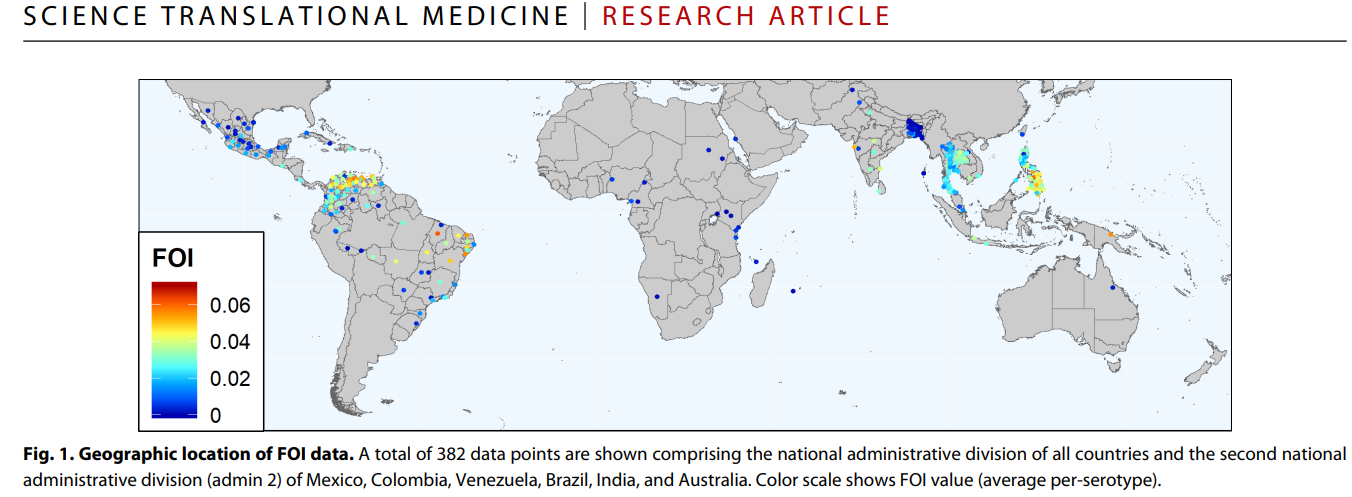 SCIENCE TRANSLATIONAL MEDICINE | RESEARCH ARTICLE
FOI
0.06
0.04
0.02
0
Fig. 1. Geographic location of FOI data. A total of 382 data points are shown comprising the national administrative division of all countries and the second national
administrative division (admin 2) of Mexico, Colombia, Venezuela, Brazil, India, and Australia. Color scale shows FOI value (average per-serotype).